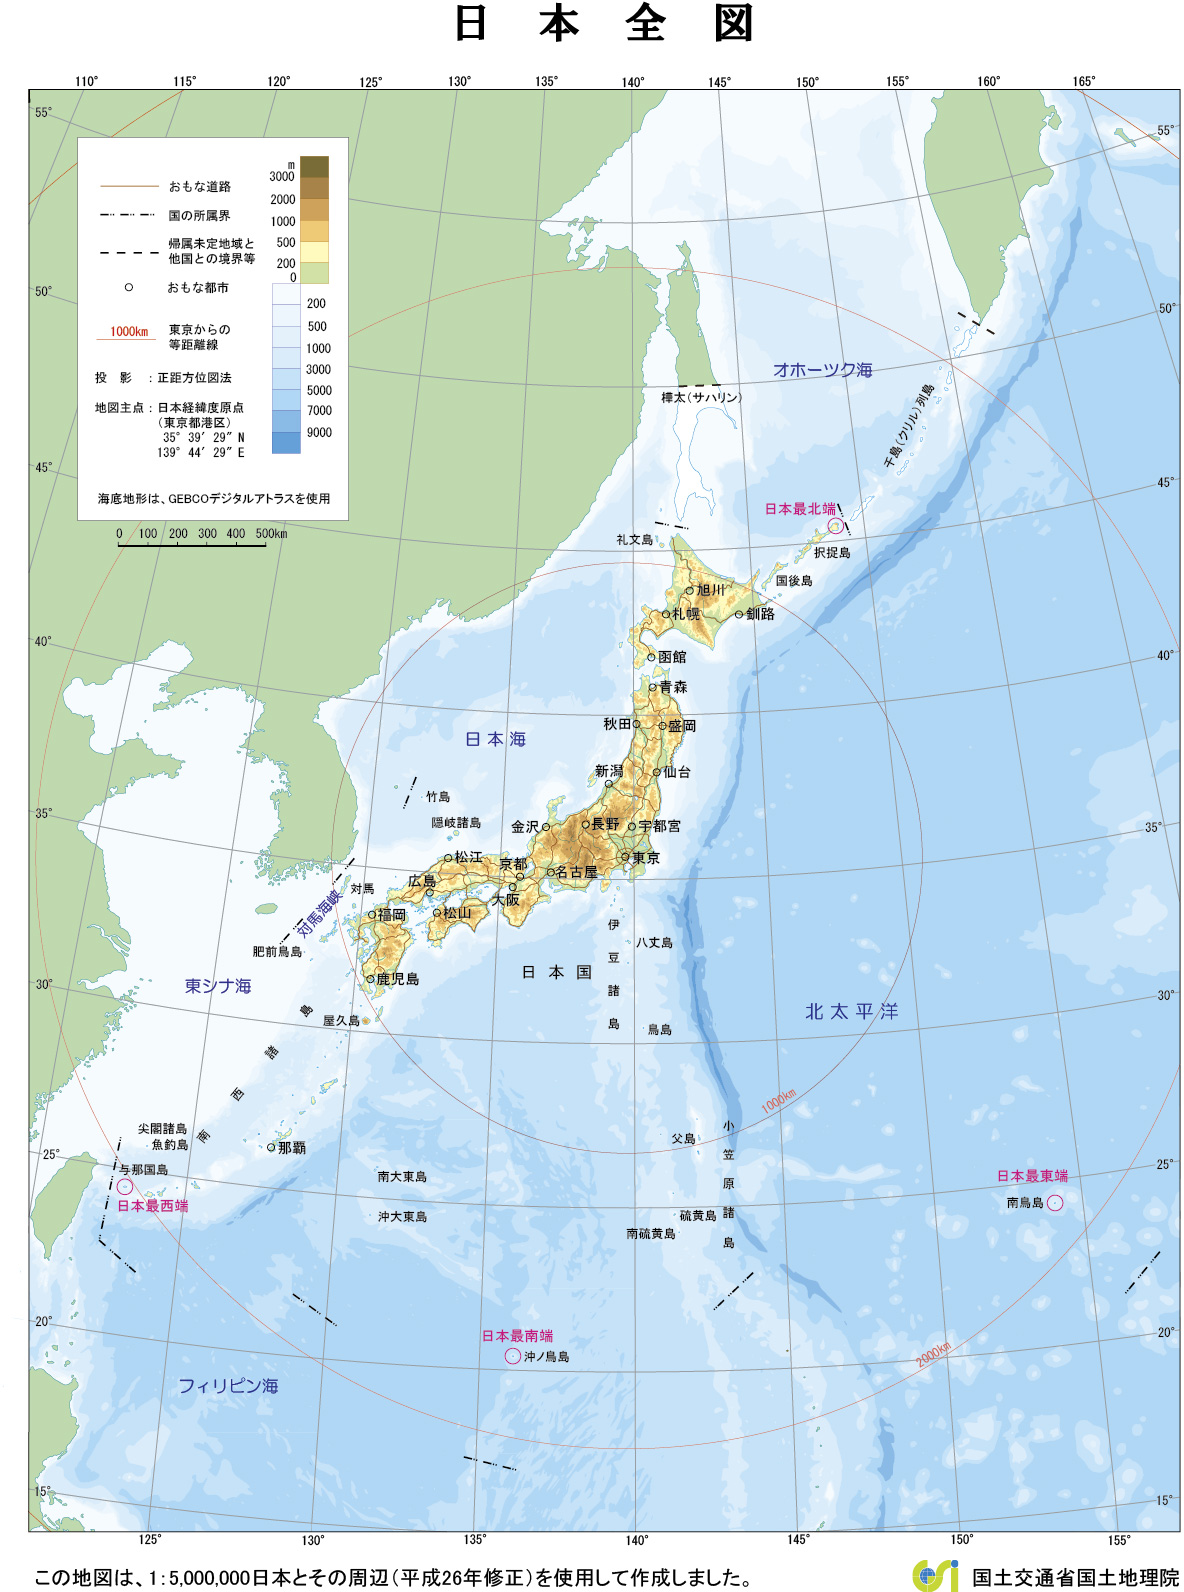 日本全図
110° 115° 120° 125° 130° 135° 140° 145° 150° 155° 160° 165°
55°
55°
おもな道路
国の所属界
帰属未定地域と
他国との境界等
おもな都市
1000km
東京からの
等距離線
投影：正距方位図法
地図主点：日本経緯度原点
（東京都港区）
35° 39′ 29″ N
139° 44′ 29″ E
海底地形は、GEBCOデジタルアトラスを使用
m
3000
2000
1000
500
200
0
200
500
1000
3000
5000
7000
9000
0 100 200 300 400 500km
50°
50°
オホーツク海
樺太（サハリン）
千島（クリル）列島
45°
45°
日本最北端
礼文島
択捉島
国後島
旭川
札幌
釧路
40°
40°
函館
青森
秋田
盛岡
日本海
新潟
仙台
竹島
隠岐諸島
35°
35°
金沢
長野
宇都宮
松江
京都
東京
広島
名古屋
対馬
大阪
福岡
松山
対馬海峡
肥前鳥島
伊豆諸島
八丈島
日本国
鹿児島
30°
30°
東シナ海
北太平洋
屋久島
鳥島
南西諸島
1000km
尖閣諸島
魚釣島
那覇
父島
小笠原諸島
25°
25°
与那国島
日本最西端
南大東島
沖大東島
硫黄島
南硫黄島
日本最東端
南鳥島
20°
20°
日本最南端
沖ノ鳥島
2000km
フィリピン海
15°
15°
125° 130° 135° 140° 145° 150° 155°
この地図は、1：5,000,000日本とその周辺（平成26年修正）を使用して作成しました。
国土交通省国土地理院